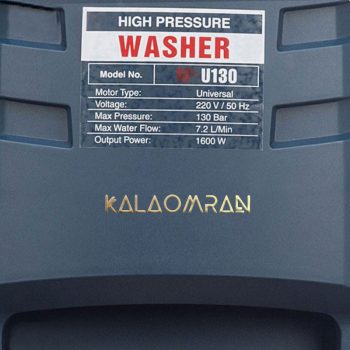 HIGH PRESSURE
WASHER
Model No. U130
Motor Type: Universal
Voltage: 220 V / 50 Hz
Max Pressure: 130 Bar
Max Water Flow: 7.2 L/Min
Output Power: 1600 W
KALAOMRAN